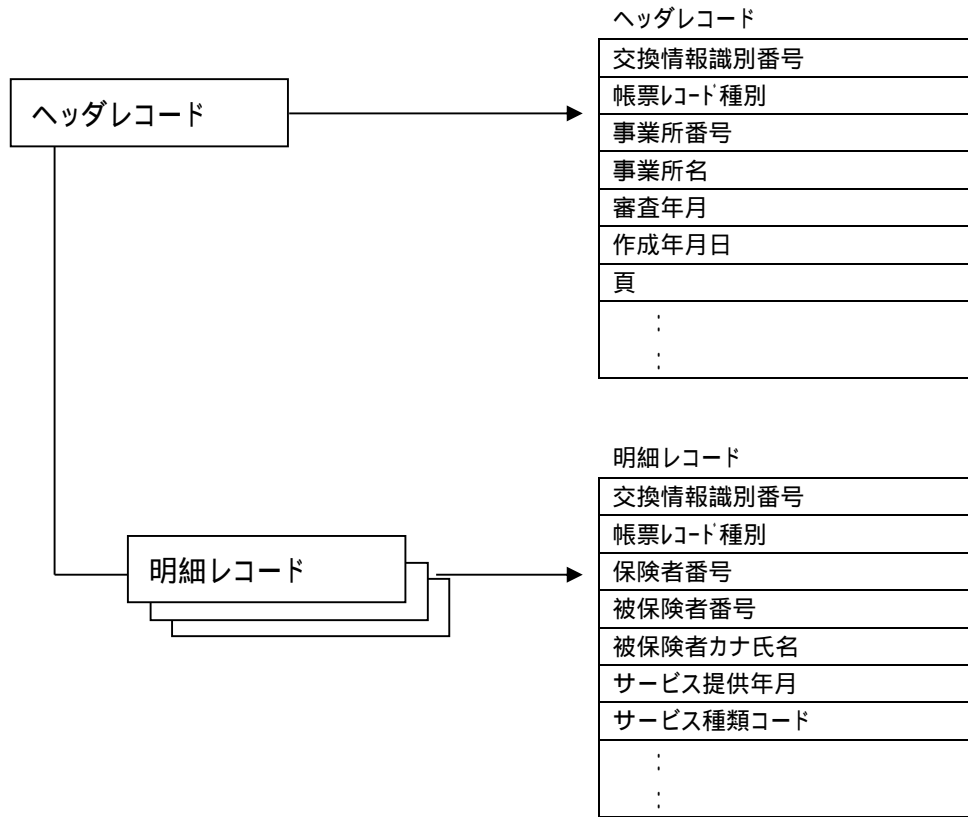 ヘッダレコード
ヘッダレコード
交換情報識別番号
帳票ﾚｺｰﾄﾞ種別
事業所番号
事業所名
審査年月
作成年月日
頁
:
:
明細レコード
明細レコード
交換情報識別番号
帳票ﾚｺｰﾄﾞ種別
保険者番号
被保険者番号
被保険者カナ氏名
サービス提供年月
サービス種類コード
:
: